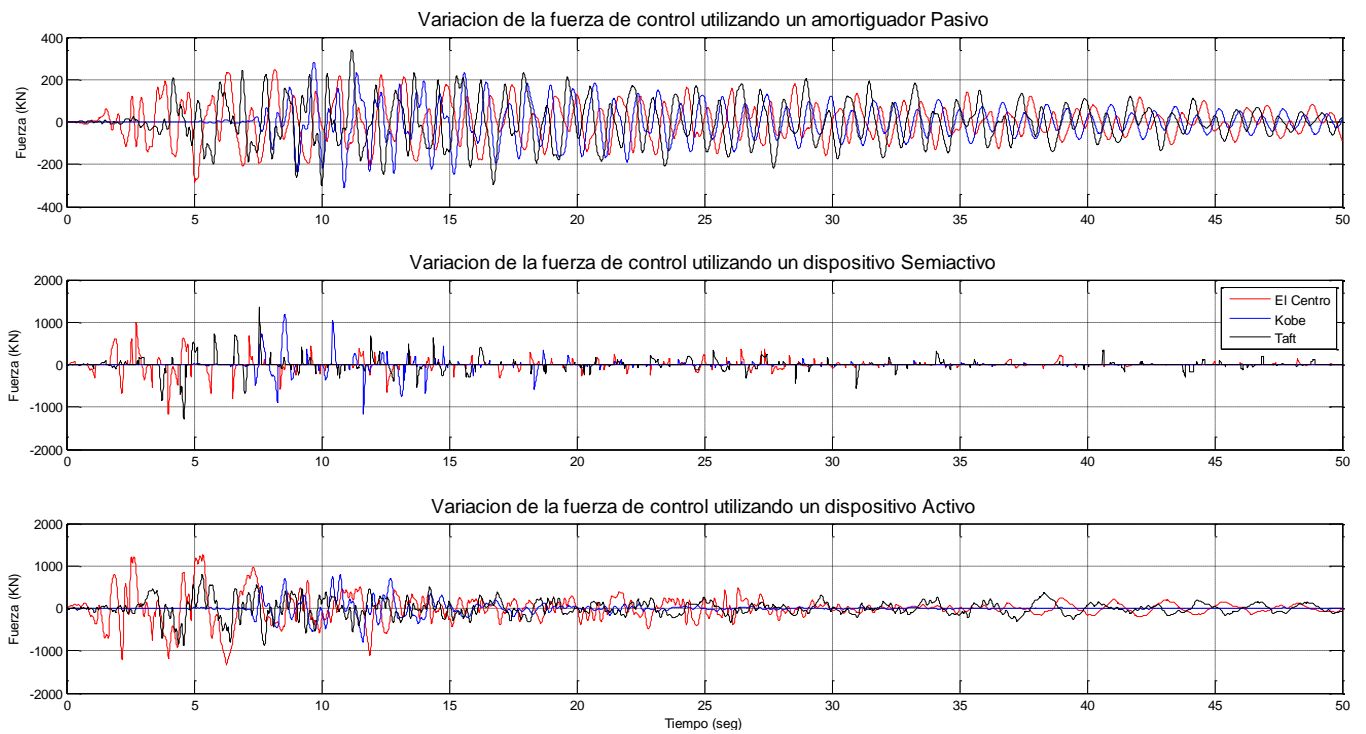 Variacion de la fuerza de control utilizando un amortiguador Pasivo
Fuerza (KN)
400
200
0
-200
-400
0 5 10 15 20 25 30 35 40 45 50
Variacion de la fuerza de control utilizando un dispositivo Semiactivo
Fuerza (KN)
2000
1000
0
-1000
-2000
El Centro
Kobe
Taft
0 5 10 15 20 25 30 35 40 45 50
Variacion de la fuerza de control utilizando un dispositivo Activo
Fuerza (KN)
2000
1000
0
-1000
-2000
0 5 10 15 20 25 30 35 40 45 50
Tiempo (seg)